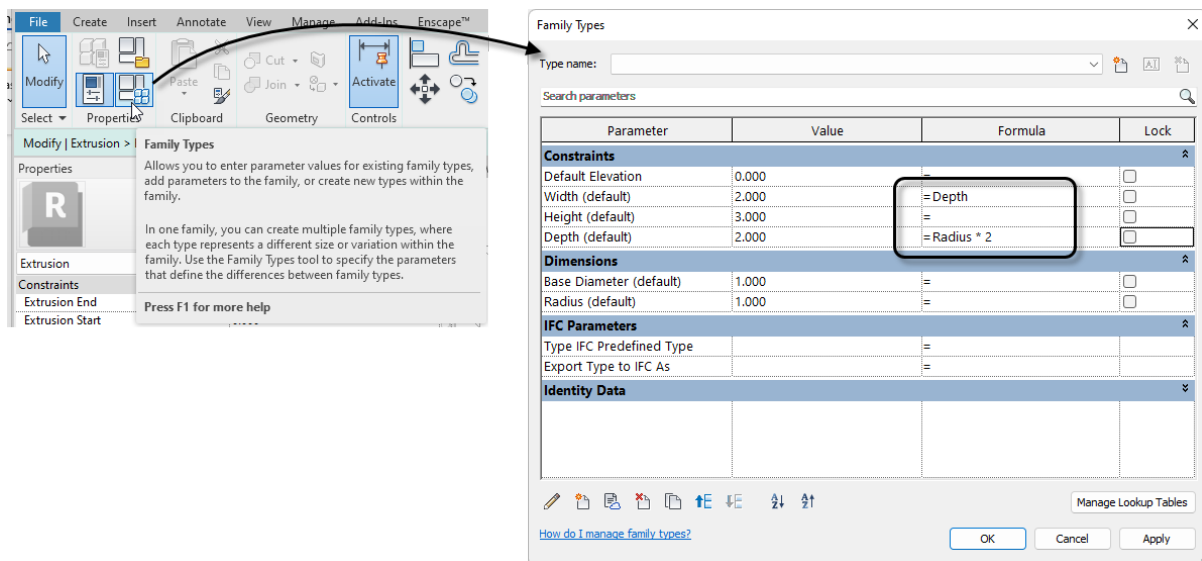 File Create Insert Annotate View Manage Add-Ins Enscape™
Modify
Paste
Cut
Join
Activate
Select Properties Clipboard Geometry Controls
Modify | Extrusion >
Properties
R
Extrusion
Constraints
Extrusion End
Extrusion Start
Family Types
Allows you to enter parameter values for existing family types,
add parameters to the family, or create new types within the
family.
In one family, you can create multiple family types, where
each type represents a different size or variation within the
family. Use the Family Types tool to specify the parameters
that define the differences between family types.
Press F1 for more help
Family Types
Type name:
Search parameters
Parameter Value Formula Lock
Constraints
Default Elevation 0.000 =
Width (default) 2.000 =Depth
Height (default) 3.000 =
Depth (default) 2.000 =Radius * 2
Dimensions
Base Diameter (default) 1.000 =
Radius (default) 1.000 =
IFC Parameters
Type IFC Predefined Type =
Export Type to IFC As =
Identity Data
Manage Lookup Tables
How do I manage family types?
OK Cancel Apply